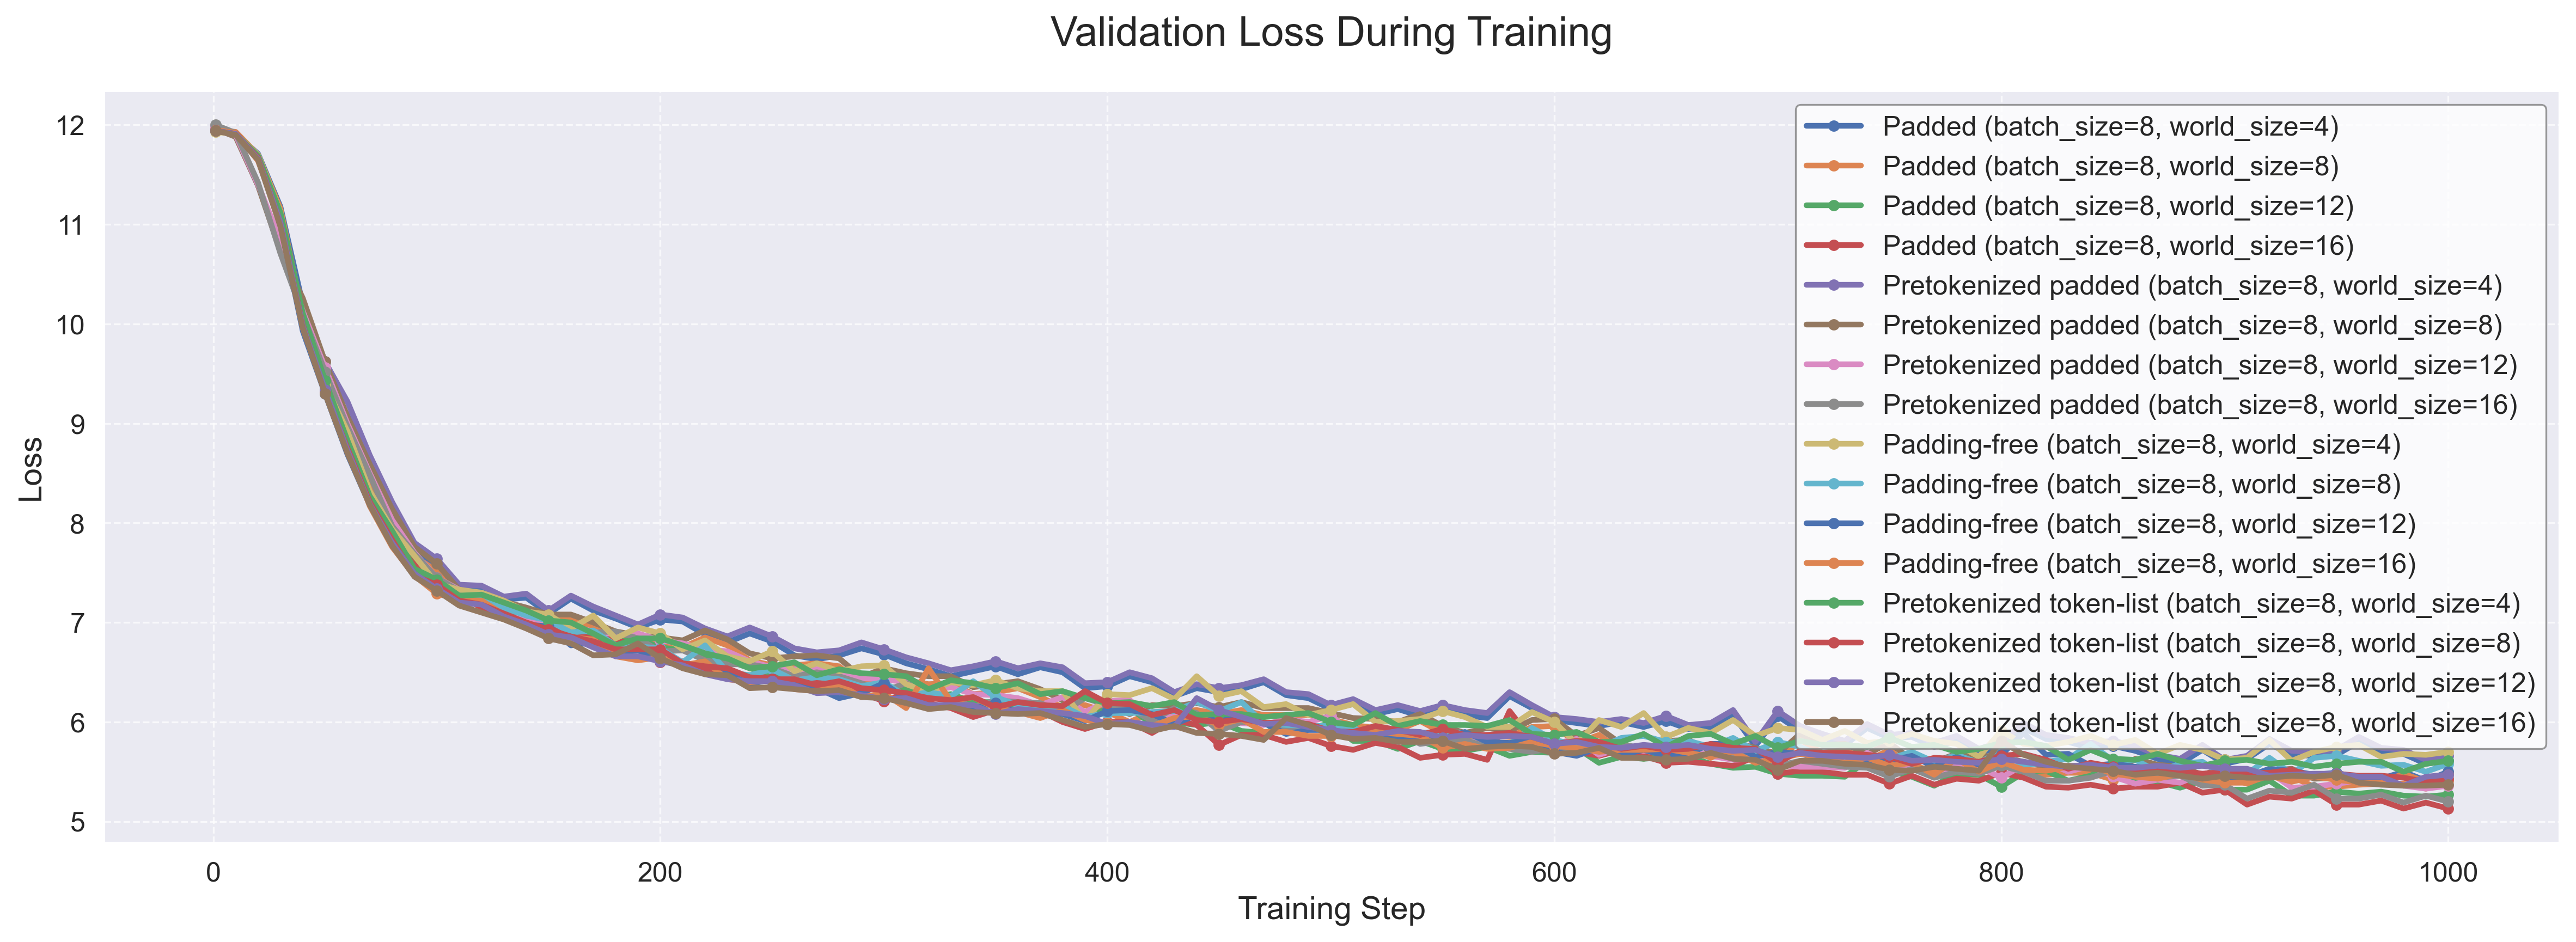 Validation Loss During Training
12
11
10
9
8
7
6
5
Loss
0
200
400
600
800
1000
Training Step
Padded (batch_size=8, world_size=4)
Padded (batch_size=8, world_size=8)
Padded (batch_size=8, world_size=12)
Padded (batch_size=8, world_size=16)
Pretokenized padded (batch_size=8, world_size=4)
Pretokenized padded (batch_size=8, world_size=8)
Pretokenized padded (batch_size=8, world_size=12)
Pretokenized padded (batch_size=8, world_size=16)
Padding-free (batch_size=8, world_size=4)
Padding-free (batch_size=8, world_size=8)
Padding-free (batch_size=8, world_size=12)
Padding-free (batch_size=8, world_size=16)
Pretokenized token-list (batch_size=8, world_size=4)
Pretokenized token-list (batch_size=8, world_size=8)
Pretokenized token-list (batch_size=8, world_size=12)
Pretokenized token-list (batch_size=8, world_size=16)